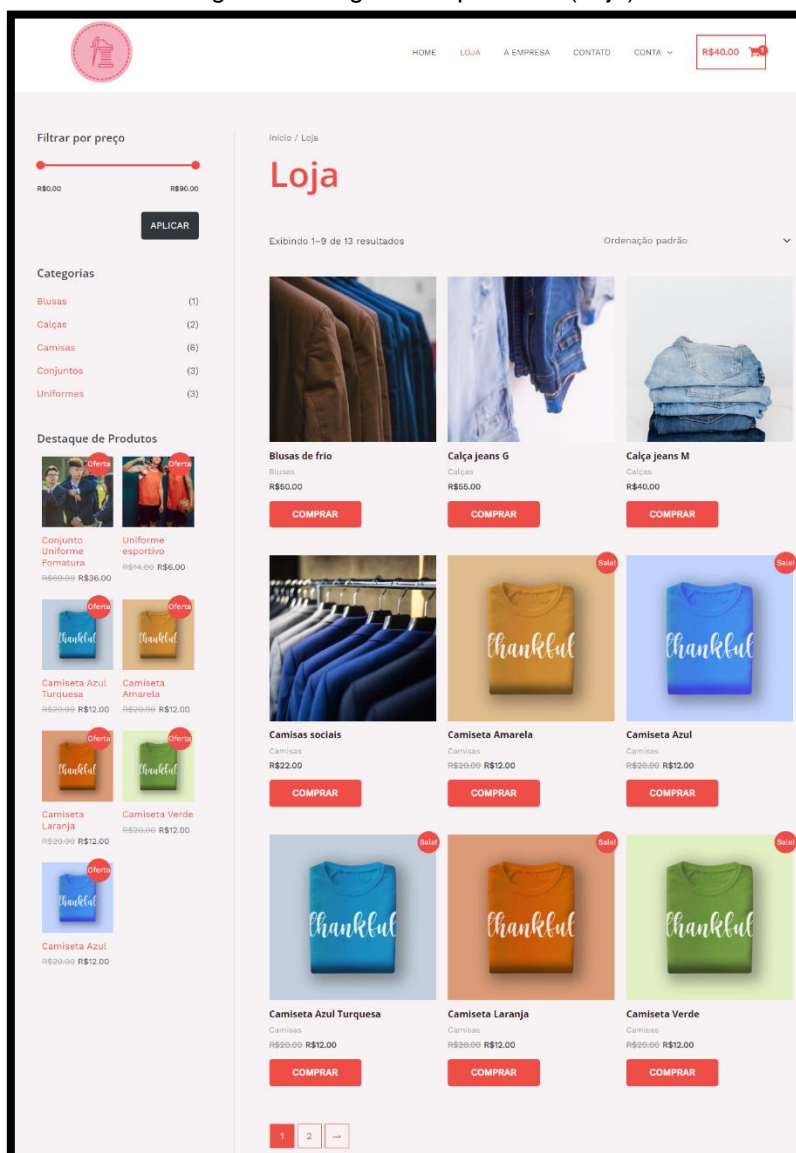 HOME LOJA A EMPRESA CONTATO CONTA R$40.00 1
Filtrar por preço
R$0.00 R$90.00
APLICAR
Categorias
Blusas (1)
Calças (2)
Camisas (6)
Conjuntos (3)
Uniformes (3)
Destaque de Produtos
Oferta Oferta
Conjunto Uniforme Fomatura
R$60.00 R$36.00
Uniforme esportivo
R$14.00 R$6.00
Oferta Oferta
thankful thankful
Camiseta Azul Turquesa
R$20.00 R$12.00
Camiseta Amarela
R$20.00 R$12.00
Oferta Oferta
thankful thankful
Camiseta Laranja
R$20.00 R$12.00
Camiseta Verde
R$20.00 R$12.00
Oferta
thankful
Camiseta Azul
R$20.00 R$12.00
Início / Loja
Loja
Exibindo 1–9 de 13 resultados Ordenação padrão
Blusas de frio
Blusas
R$50.00
COMPRAR
Calça jeans G
Calças
R$55.00
COMPRAR
Calça jeans M
Calças
R$40.00
COMPRAR
Camisas sociais
Camisas
R$22.00
COMPRAR
Sale!
thankful
Camiseta Amarela
Camisas
R$20.00 R$12.00
COMPRAR
Sale!
thankful
Camiseta Azul
Camisas
R$20.00 R$12.00
COMPRAR
Sale!
thankful
Camiseta Azul Turquesa
Camisas
R$20.00 R$12.00
COMPRAR
Sale!
thankful
Camiseta Laranja
Camisas
R$20.00 R$12.00
COMPRAR
Sale!
thankful
Camiseta Verde
Camisas
R$20.00 R$12.00
COMPRAR
1 2 →